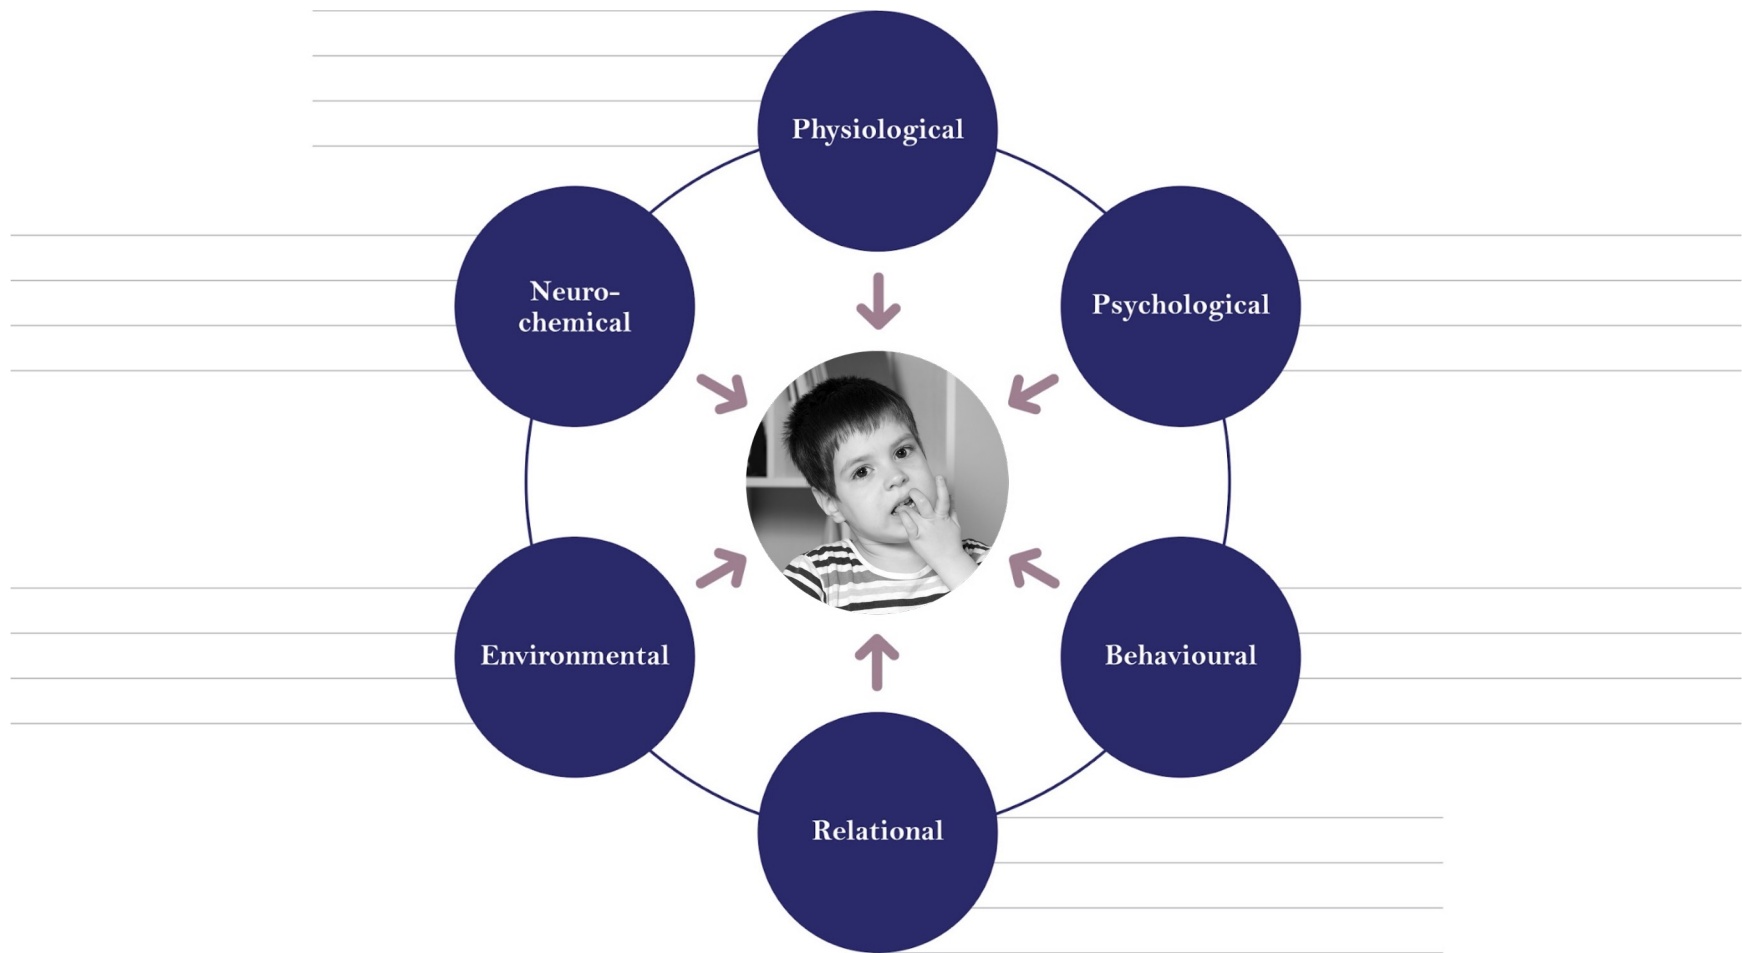 Physiological
Neuro-
chemical
Psychological
Environmental
Behavioural
Relational